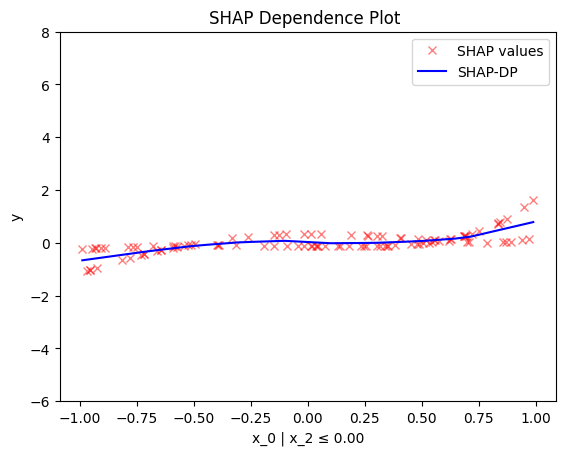 SHAP Dependence Plot
SHAP values
SHAP-DP
8
6
4
2
0
−2
−4
−6
y
−1.00 −0.75 −0.50 −0.25 0.00 0.25 0.50 0.75 1.00
x_0 | x_2 ≤ 0.00